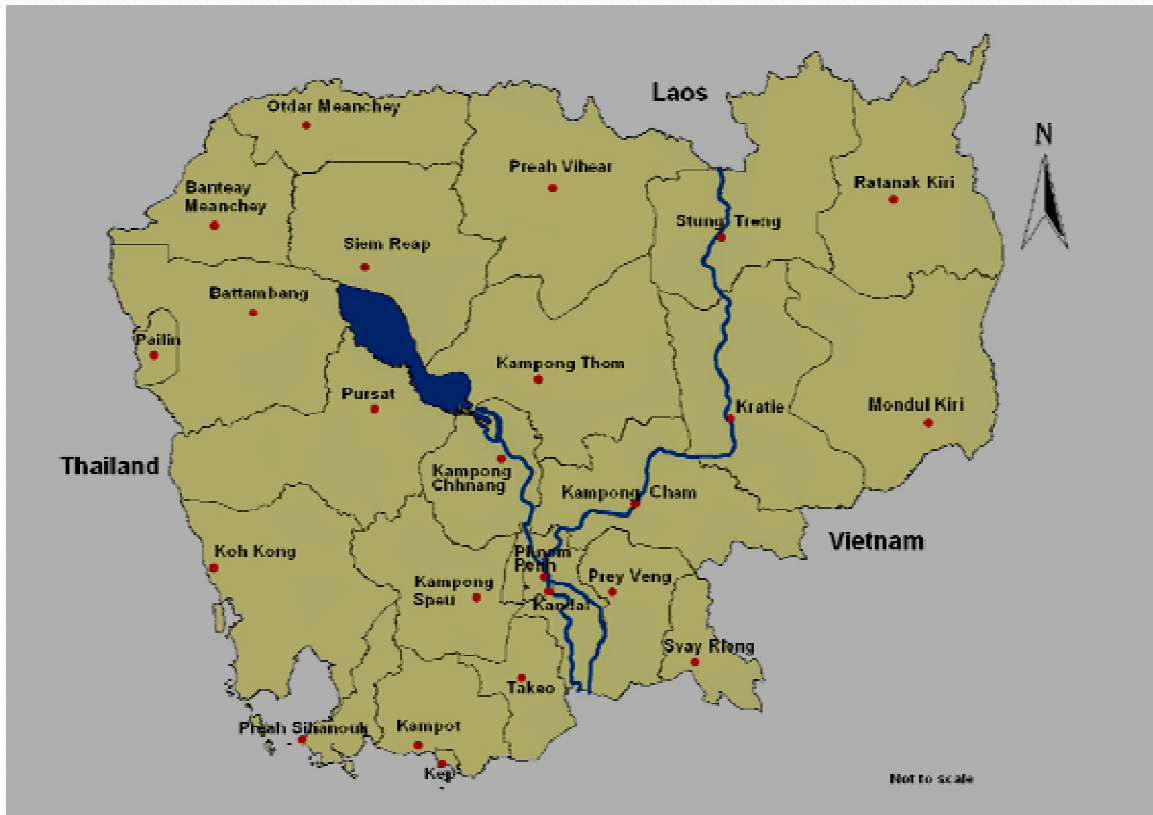 Laos
Otdar Meanchey
N
Preah Vihear
Ratanak Kiri
Banteay
Meanchey
Stung Treng
Siem Reap
Battambang
Pailin
Kampong Thom
Pursat
Kratie
Mondul Kiri
Thailand
Kampong
Chhnang
Kampong Cham
Vietnam
Koh Kong
Phnom
Penh
Kampong
Speu
Prey Veng
Kandal
Svay Rieng
Takeo
Preah Sihanouk
Kampot
Kep
Not to scale